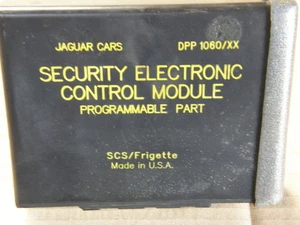 JAGUAR CARS DPP 1060/XX
SECURITY ELECTRONIC
CONTROL MODULE
PROGRAMMABLE PART
SCS/Frigette
Made in U.S.A.